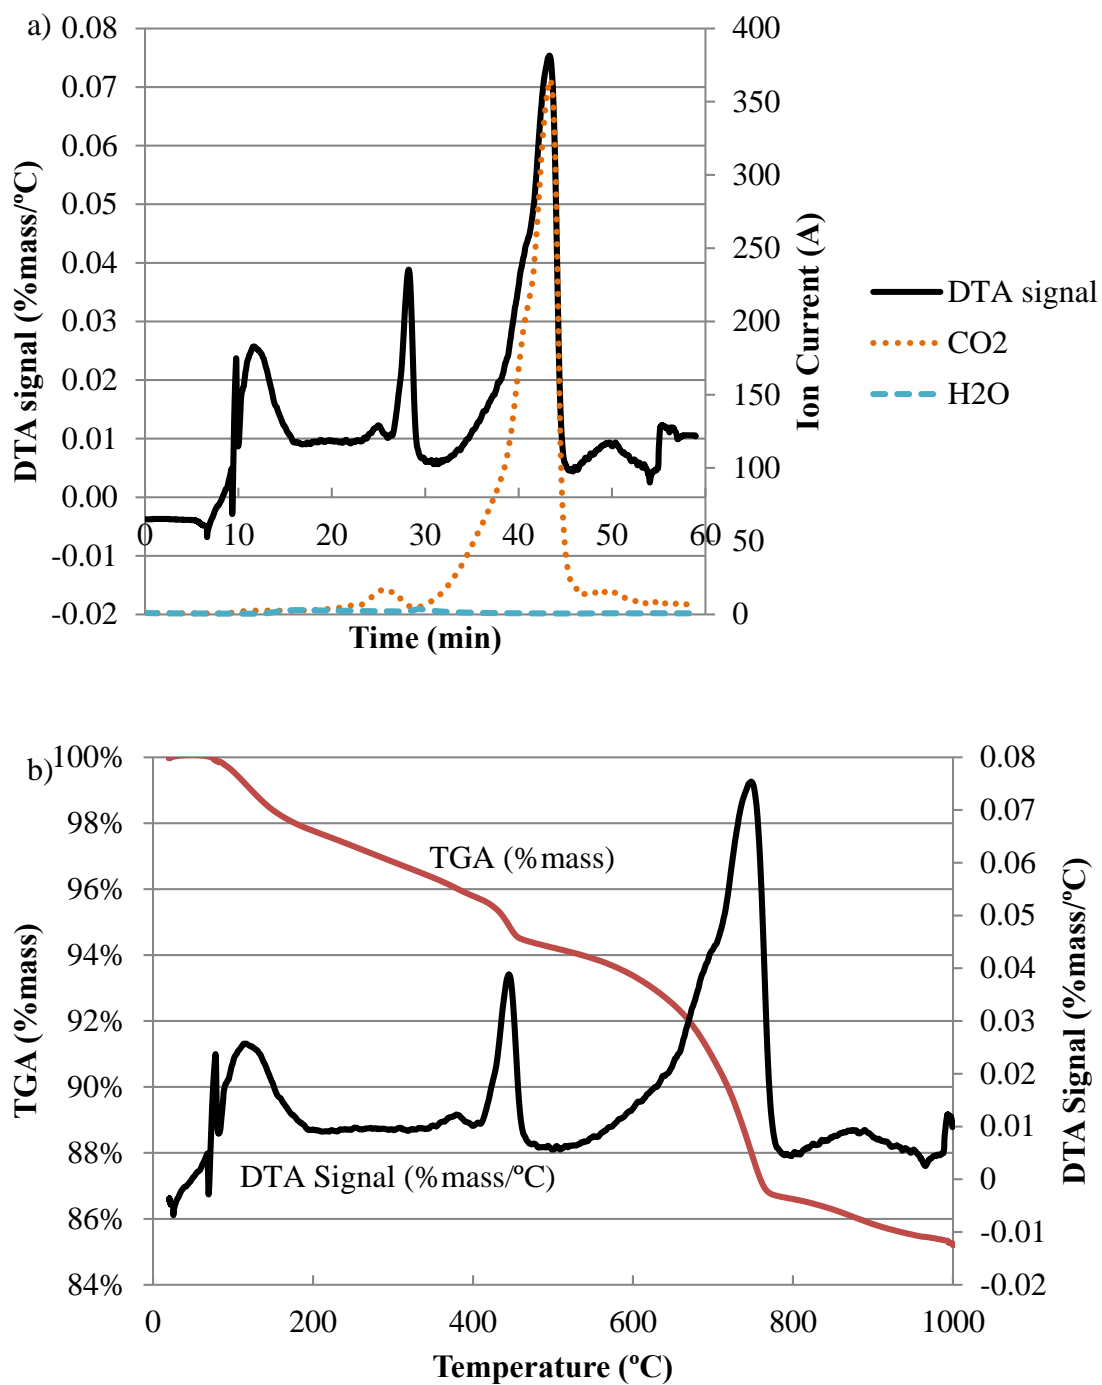 a)
0.08
0.07
0.06
0.05
0.04
0.03
0.02
0.01
0.00
-0.01
-0.02
DTA signal (%mass/ºC)
0 10 20 30 40 50 60
Time (min)
400
350
300
250
200
150
100
50
0
Ion Current (A)
DTA signal
CO2
H2O
b)
100%
98%
96%
94%
92%
90%
88%
86%
84%
TGA (%mass)
TGA (%mass)
DTA Signal (%mass/ºC)
0 200 400 600 800 1000
Temperature (ºC)
0.08
0.07
0.06
0.05
0.04
0.03
0.02
0.01
0
-0.01
-0.02
DTA Signal (%mass/ºC)